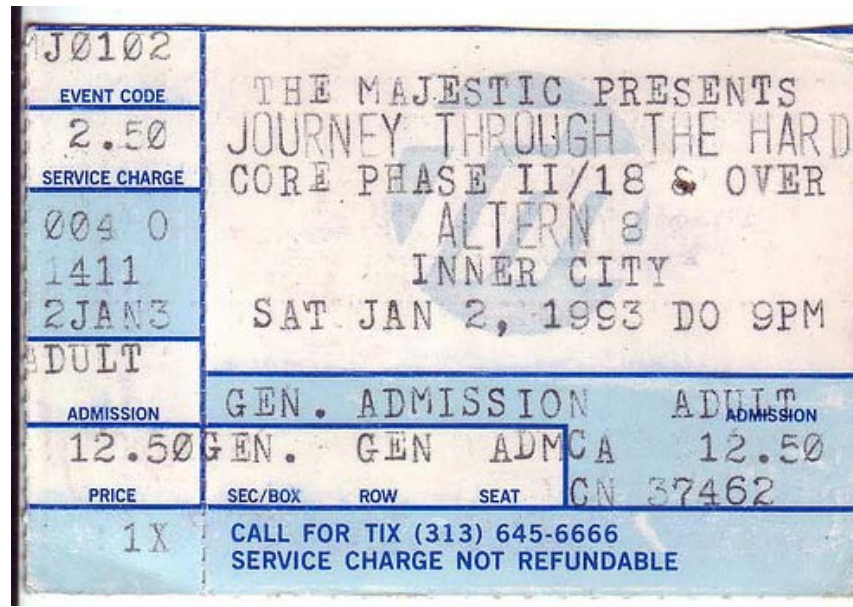 MJ0102
EVENT CODE
2.50
SERVICE CHARGE
004 0
1411
2JAN3
ADULT
ADMISSION
12.50
PRICE
1X
THE MAJESTIC PRESENTS
JOURNEY THROUGH THE HARD
CORE PHASE II/18 & OVER
ALTERN 8
INNER CITY
SAT JAN 2, 1993 DO 9PM
GEN. ADMISSION ADULT
ADMISSION
GEN. GEN ADM CA 12.50
SEC/BOX ROW SEAT CN 37462
CALL FOR TIX (313) 645-6666
SERVICE CHARGE NOT REFUNDABLE